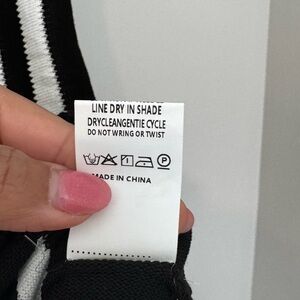 LINE DRY IN SHADE
DRYCLEANGENTIE CYCLE
DO NOT WRING OR TWIST
MADE IN CHINA